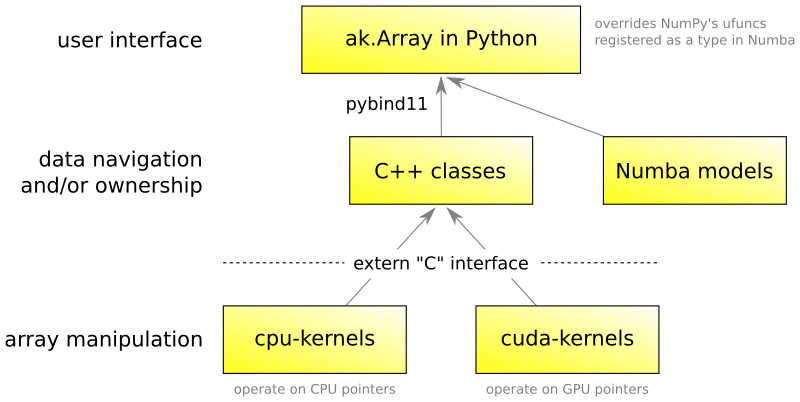 user interface
ak.Array in Python
overrides NumPy's ufuncs
registered as a type in Numba
pybind11
data navigation
and/or ownership
C++ classes
Numba models
extern "C" interface
array manipulation
cpu-kernels
cuda-kernels
operate on CPU pointers
operate on GPU pointers